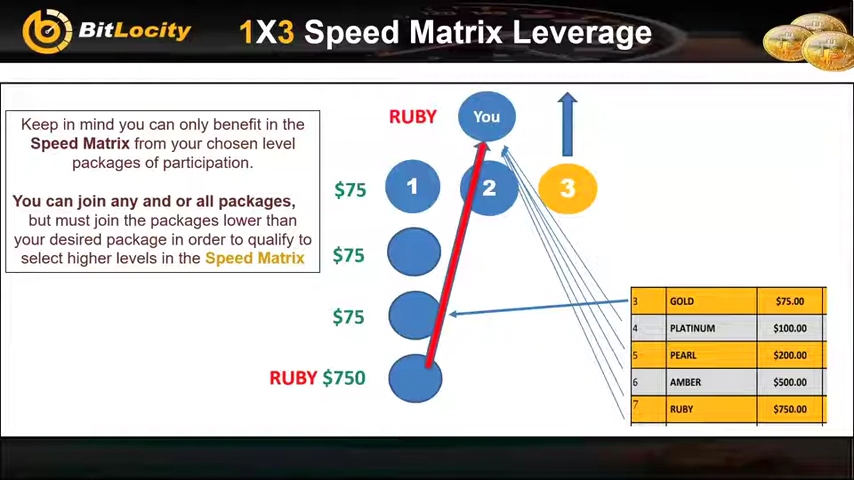 BitLocity
1X3 Speed Matrix Leverage
Keep in mind you can only benefit in the
Speed Matrix from your chosen level
packages of participation.
You can join any and or all packages,
but must join the packages lower than
your desired package in order to qualify to
select higher levels in the Speed Matrix
RUBY You
$75 1 2 3
$75
$75
RUBY $750
3 GOLD $75.00
4 PLATINUM $100.00
5 PEARL $200.00
6 AMBER $500.00
7 RUBY $750.00